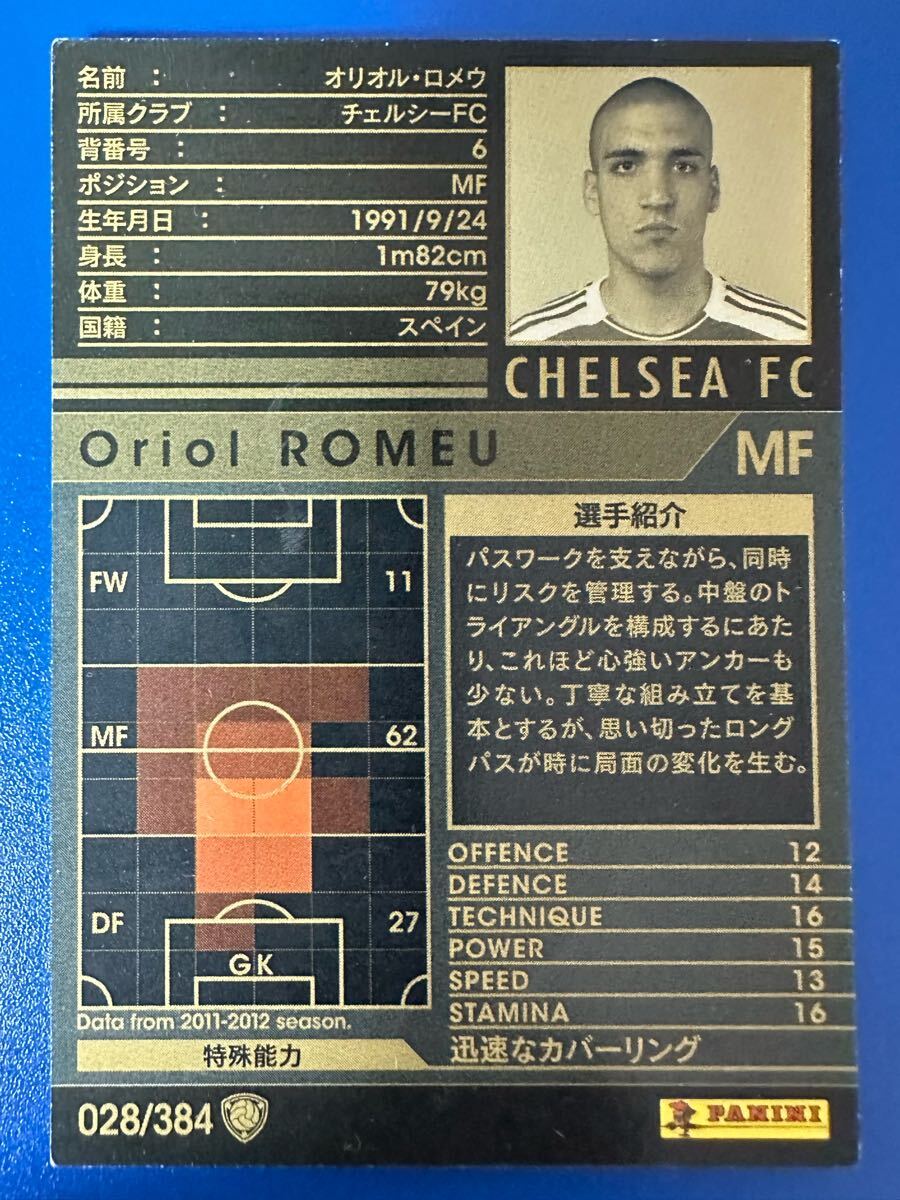 名前 : オリオル・ロメウ
所属クラブ : チェルシーFC
背番号 : 6
ポジション : MF
生年月日 : 1991/9/24
身長 : 1m82cm
体重 : 79kg
国籍 : スペイン
CHELSEA FC
Oriol ROMEU MF
FW 11
MF 62
DF 27
GK
Data from 2011-2012 season.
選手紹介
パスワークを支えながら、同時
にリスクを管理する。中盤のト
ライアングルを構成するにあた
り、これほど心強いアンカーも
少ない。丁寧な組み立てを基
本とするが、思い切ったロング
パスが時に局面の変化を生む。
OFFENCE 12
DEFENCE 14
TECHNIQUE 16
POWER 15
SPEED 13
STAMINA 16
特殊能力 迅速なカバーリング
028/384
PANINI